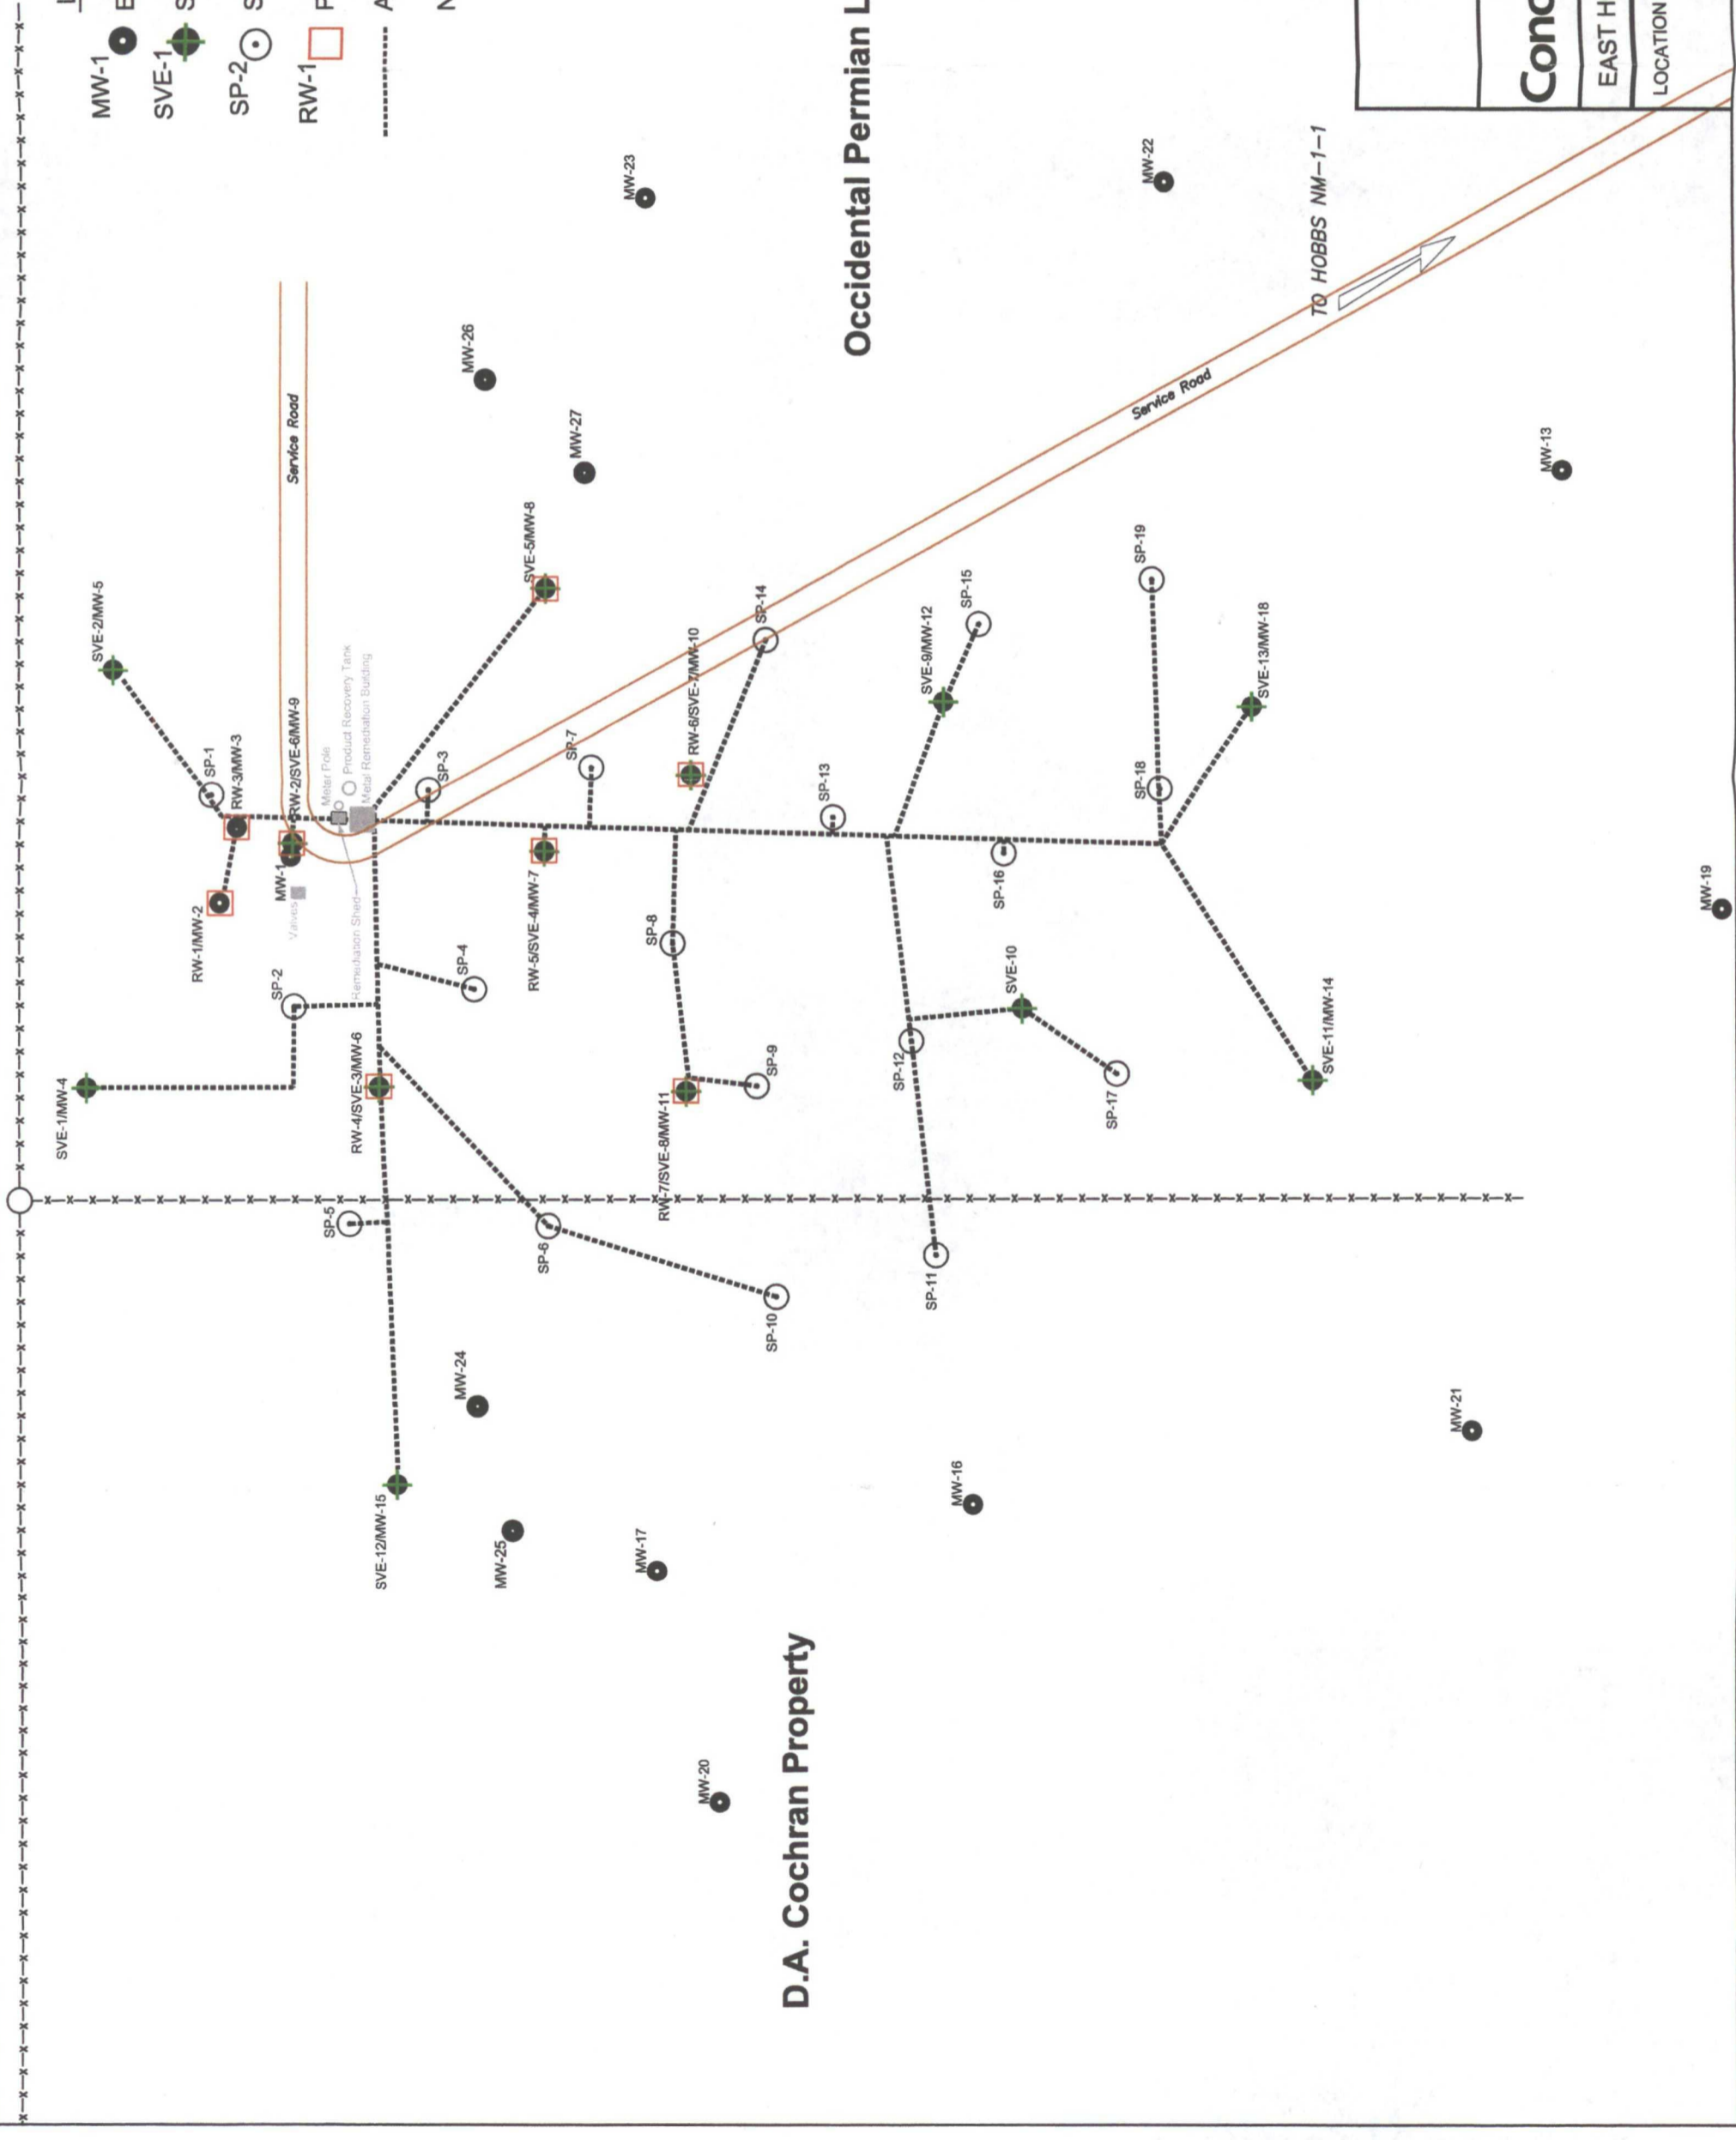 MW-1
SVE-1
SP-2
RW-1
MW-23
MW-22
TO HOBBS NM-1-1
EAST H
LOCATION
Occidental Permian L
MW-26
MW-27
Service Road
Service Road
MW-13
SVE-2/MW-5
SVE-5/MW-8
SP-14
SP-15
SP-19
SVE-9/MW-12
SVE-13/MW-18
SP-1
RW-3/MW-3
RW-2/SVE-6/MW-9
Meter Pole
Product Recovery Tank
Metal Remediation Building
SP-3
SP-7
RW-6/SVE-7/MW-10
SP-13
SP-18
MW-1
Valves
Remediation Shed
RW-1/MW-2
RW-5/SVE-4/MW-7
SP-8
SP-16
MW-19
SP-2
SP-4
SVE-10
SVE-1/MW-4
RW-4/SVE-3/MW-6
RW-7/SVE-8/MW-11
SP-9
SP-12
SP-17
SVE-11/MW-14
SP-5
SP-6
SP-10
SP-11
MW-24
MW-21
SVE-12/MW-15
MW-25
MW-17
MW-16
MW-20
D.A. Cochran Property